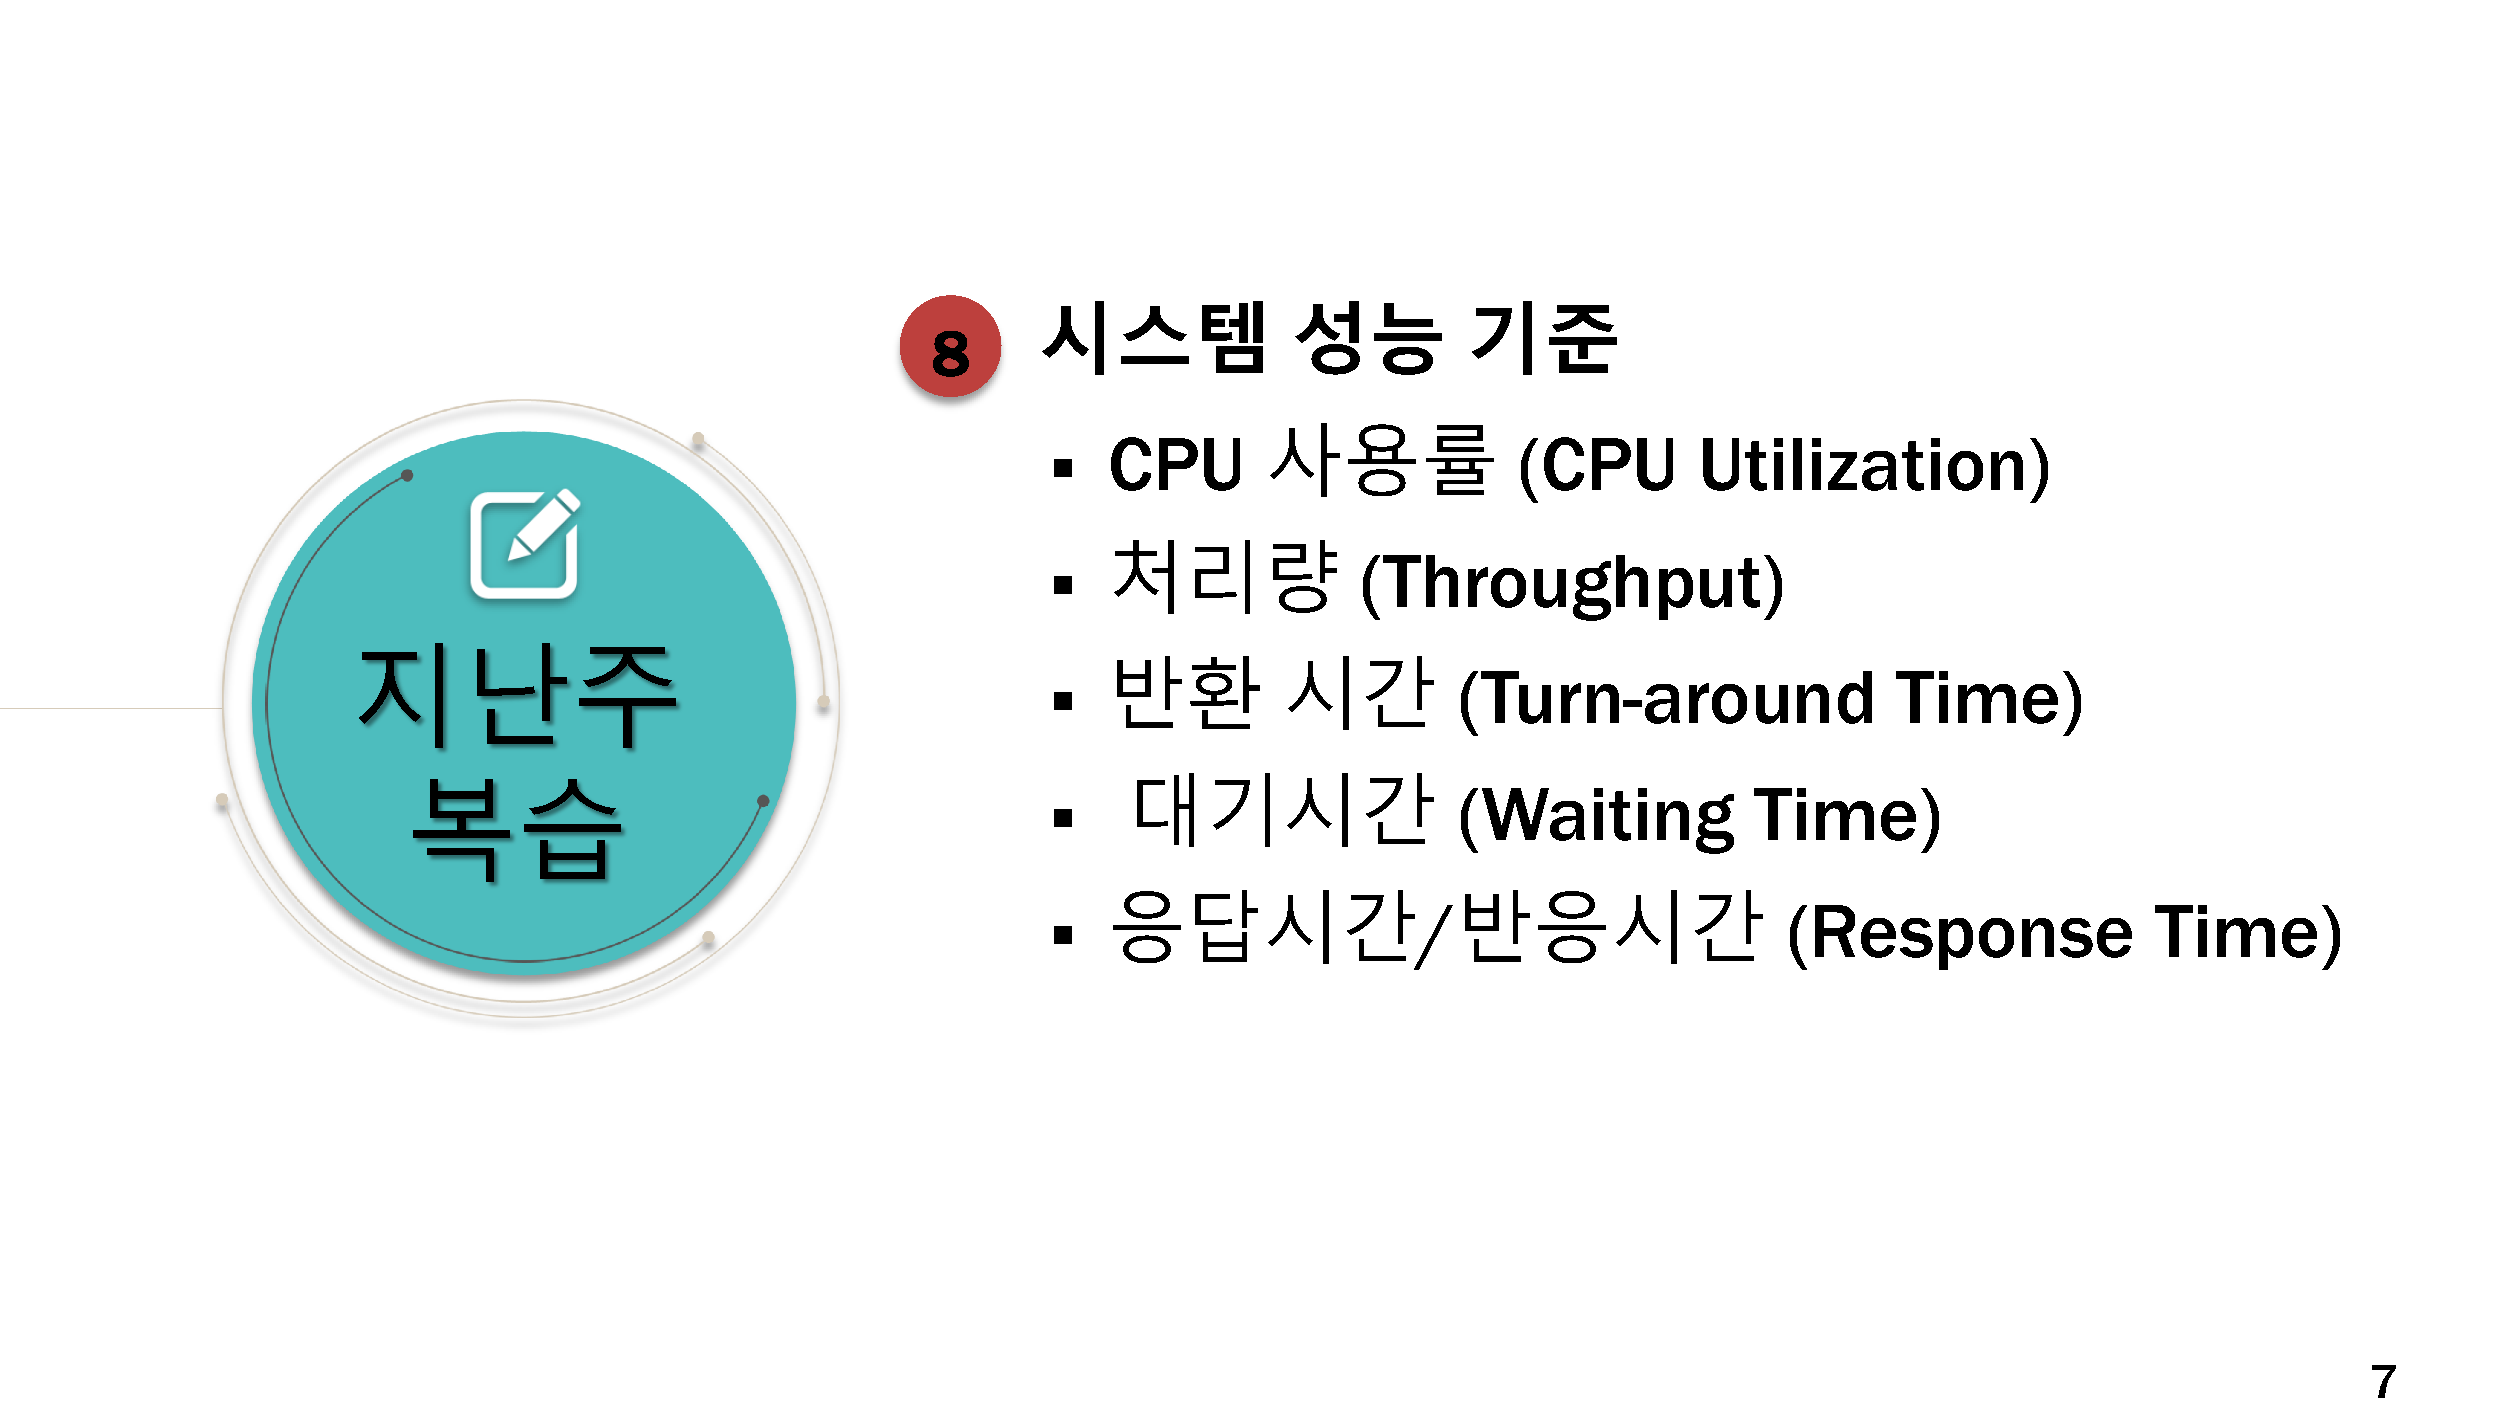 지난주
복습
8 시스템 성능 기준
▪ CPU 사용률 (CPU Utilization)
▪ 처리량 (Throughput)
▪ 반환 시간 (Turn-around Time)
▪ 대기시간 (Waiting Time)
▪ 응답시간/반응시간 (Response Time)
7